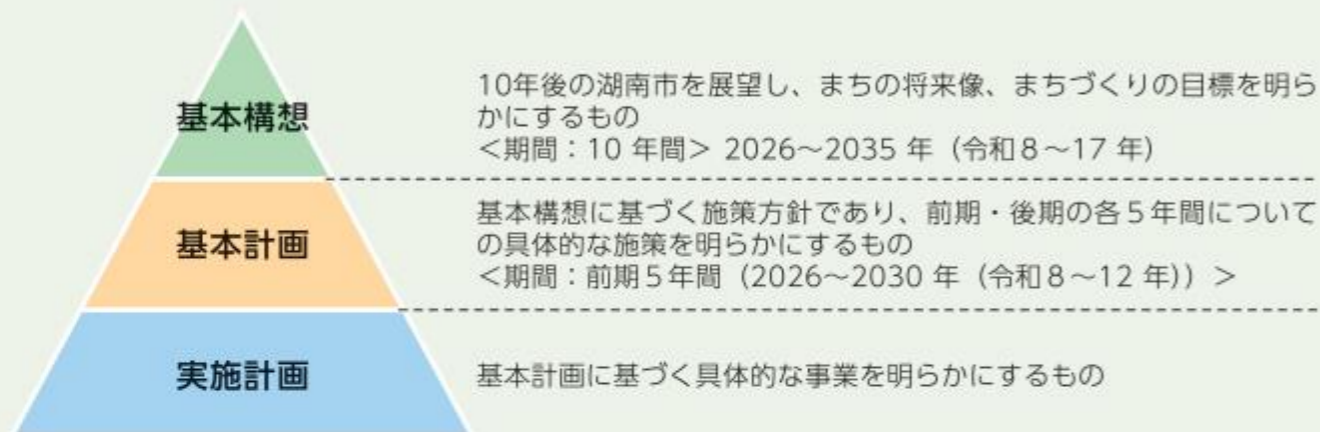 基本構想
10年後の湖南市を展望し、まちの将来像、まちづくりの目標を明ら
かにするもの
＜期間：10 年間＞ 2026～2035 年（令和８～17 年）
基本計画
基本構想に基づく施策方針であり、前期・後期の各５年間について
の具体的な施策を明らかにするもの
＜期間：前期５年間（2026～2030 年（令和８～12 年））＞
実施計画
基本計画に基づく具体的な事業を明らかにするもの